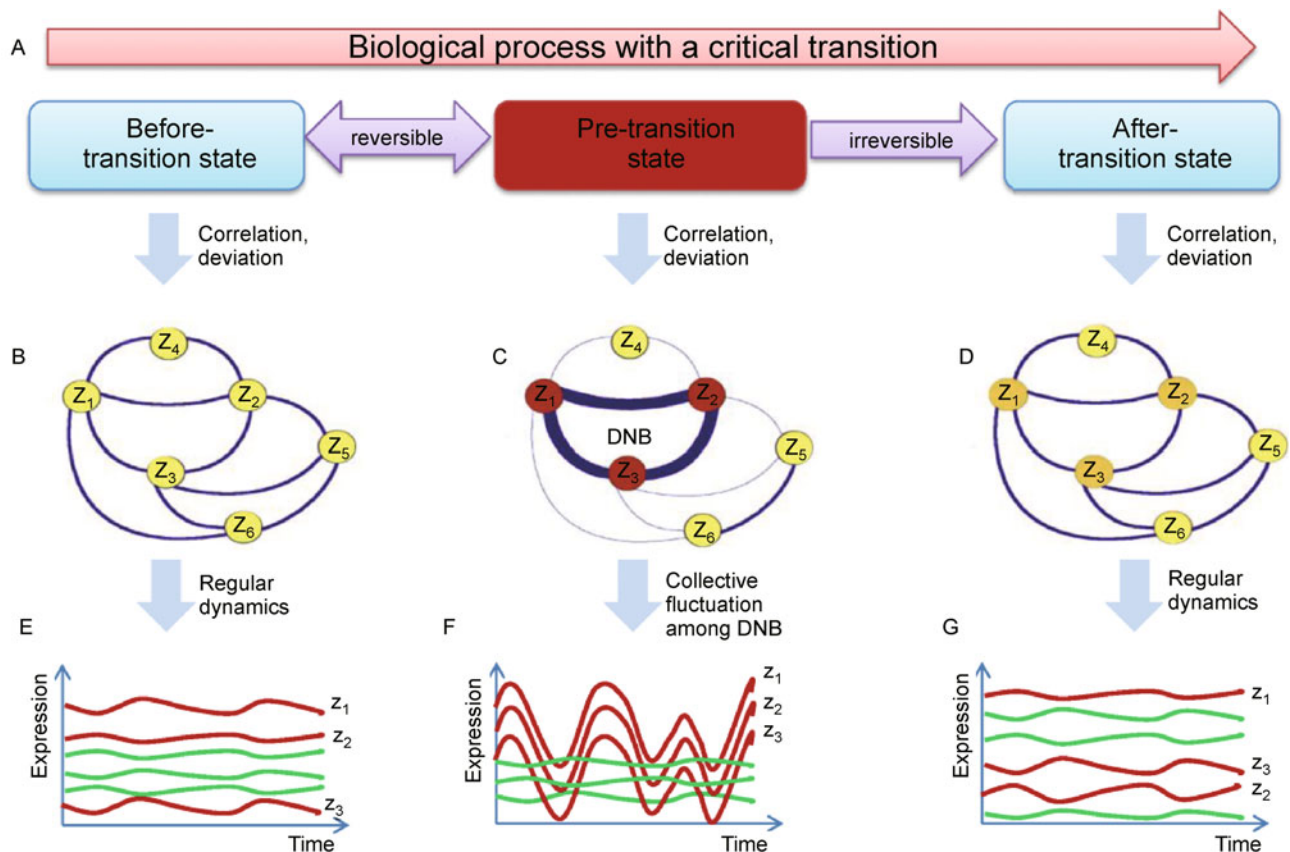 A
Biological process with a critical transition
Before-
transition state
reversible
Pre-transition
state
irreversible
After-
transition state
Correlation,
deviation
Correlation,
deviation
Correlation,
deviation
B
Z4
Z1
Z2
Z3
Z5
Z6
C
Z4
Z1
Z2
DNB
Z3
Z5
Z6
D
Z4
Z1
Z2
Z3
Z5
Z6
Regular
dynamics
Collective
fluctuation
among DNB
Regular
dynamics
E
Expression
z1
z2
z3
Time
F
Expression
z1
z2
z3
Time
G
Expression
z1
z3
z2
Time